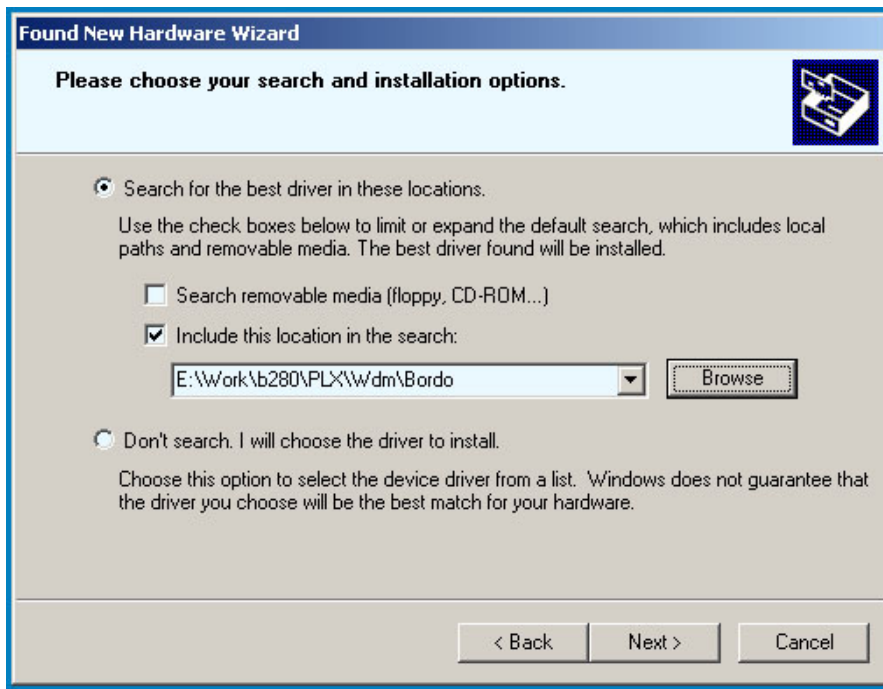 Found New Hardware Wizard
Please choose your search and installation options.
Search for the best driver in these locations.
Use the check boxes below to limit or expand the default search, which includes local
paths and removable media. The best driver found will be installed.
Search removable media (floppy, CD-ROM...)
Include this location in the search:
E:\Work\b280\PLX\Wdm\Bordo
Browse
Don't search. I will choose the driver to install.
Choose this option to select the device driver from a list. Windows does not guarantee that
the driver you choose will be the best match for your hardware.
< Back
Next >
Cancel